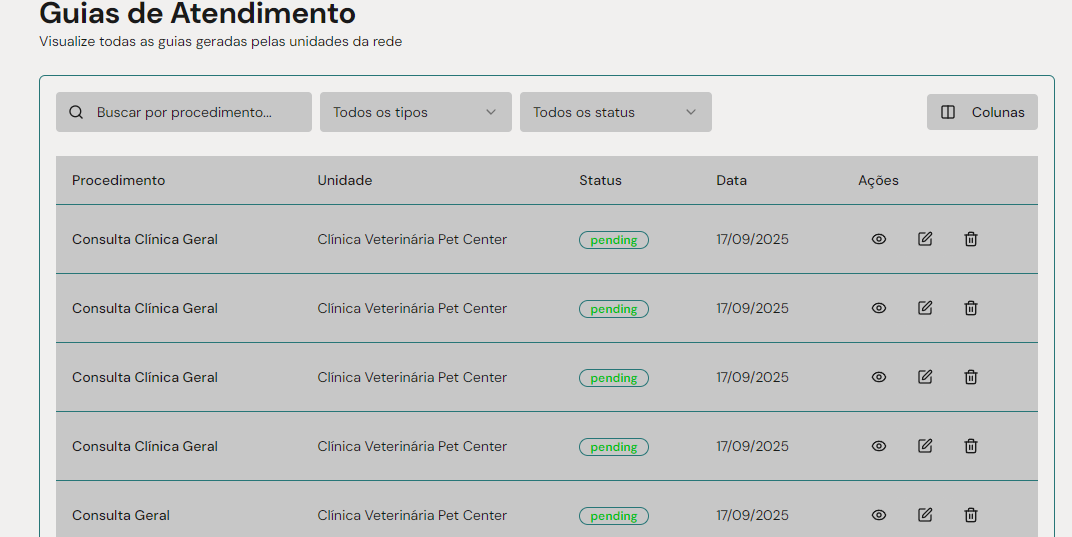 Guias de Atendimento
Visualize todas as guias geradas pelas unidades da rede
Buscar por procedimento... Todos os tipos Todos os status Colunas
Procedimento Unidade Status Data Ações
Consulta Clínica Geral Clínica Veterinária Pet Center pending 17/09/2025
Consulta Clínica Geral Clínica Veterinária Pet Center pending 17/09/2025
Consulta Clínica Geral Clínica Veterinária Pet Center pending 17/09/2025
Consulta Clínica Geral Clínica Veterinária Pet Center pending 17/09/2025
Consulta Geral Clínica Veterinária Pet Center pending 17/09/2025